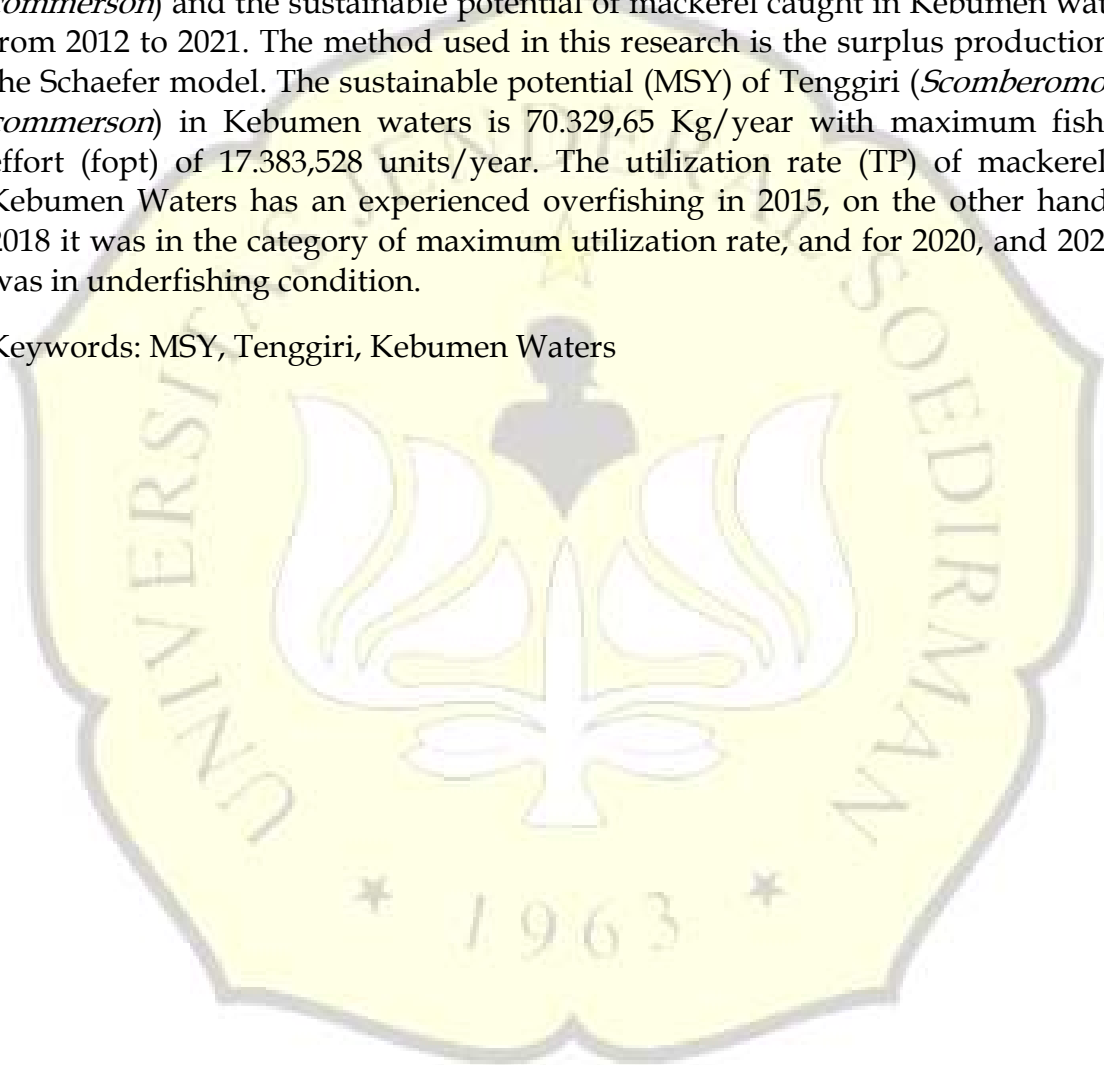 commerson) and the sustainable potential of mackerel caught in Kebumen wat
from 2012 to 2021. The method used in this research is the surplus production
the Schaefer model. The sustainable potential (MSY) of Tenggiri (Scomberomo
commerson) in Kebumen waters is 70.329,65 Kg/year with maximum fish
effort (fopt) of 17.383,528 units/year. The utilization rate (TP) of mackerel
Kebumen Waters has an experienced overfishing in 2015, on the other hand
2018 it was in the category of maximum utilization rate, and for 2020, and 202
was in underfishing condition.
Keywords: MSY, Tenggiri, Kebumen Waters
UNIVERSITAS JENDERAL SOEDIRMAN
1963